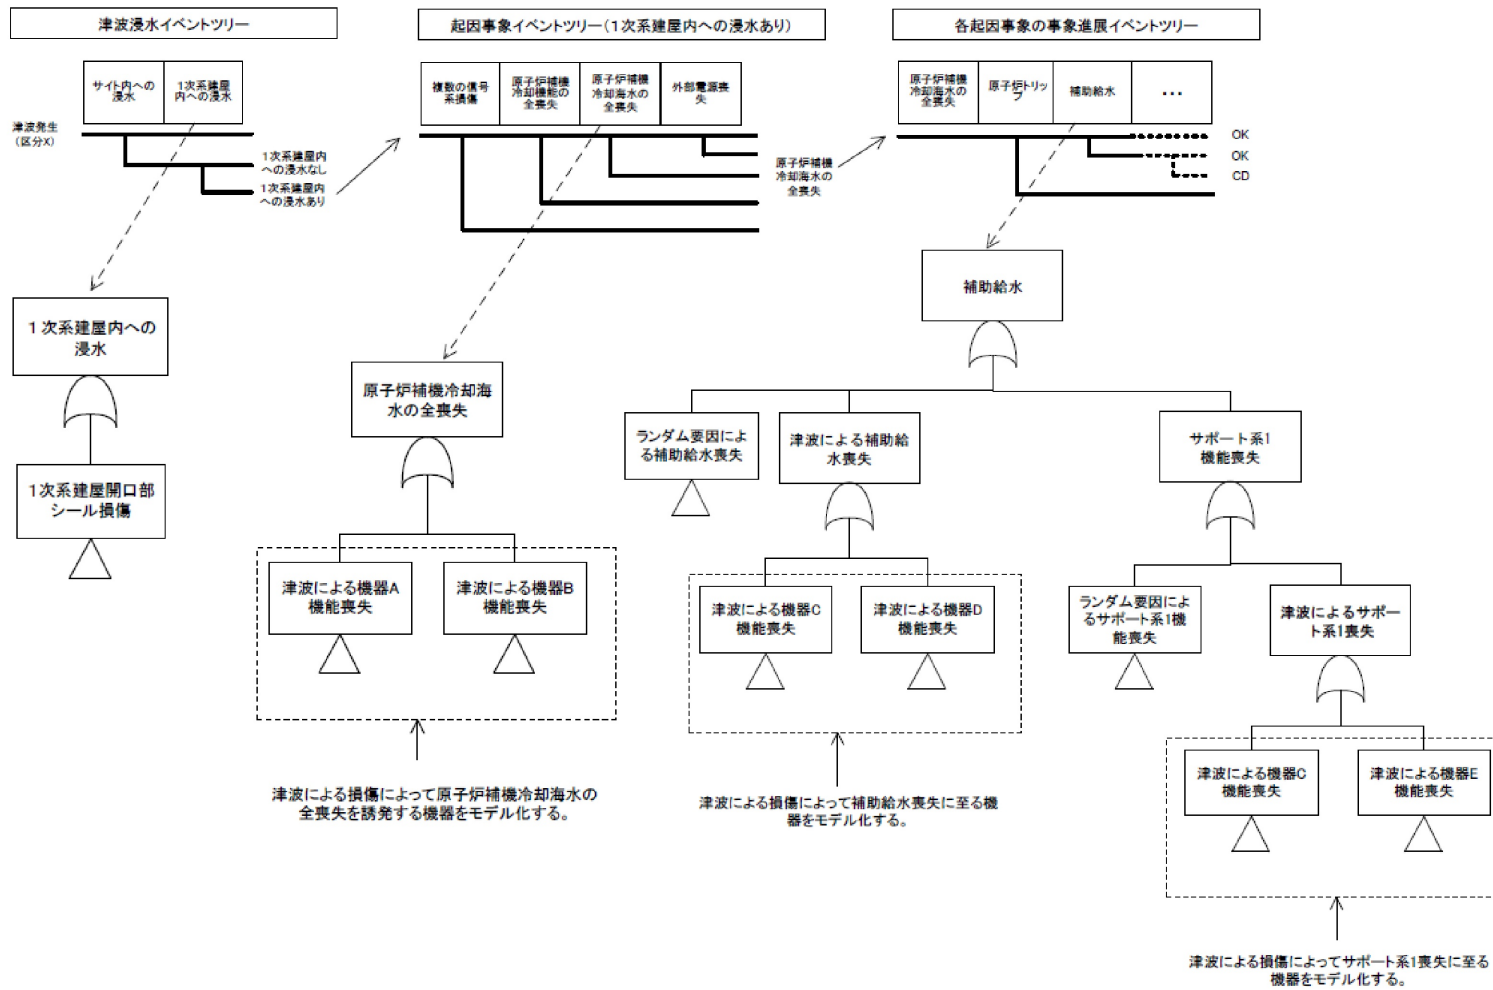 津波浸水イベントツリー
サイト内への
浸水
1次系建屋
内への浸水
津波発生
(区分X)
1次系建屋内
への浸水なし
1次系建屋内
への浸水あり
1次系建屋内への
浸水
1次系建屋開口部
シール損傷
起因事象イベントツリー(1次系建屋内への浸水あり)
複数の信号
系損傷
原子炉補機
冷却機能の
全喪失
原子炉補機
冷却海水の
全喪失
外部電源喪
失
原子炉補機
冷却海水の
全喪失
原子炉補機冷却海
水の全喪失
津波による機器A
機能喪失
津波による機器B
機能喪失
津波による損傷によって原子炉補機冷却海水の
全喪失を誘発する機器をモデル化する。
各起因事象の事象進展イベントツリー
原子炉補機
冷却海水の
全喪失
原子炉トリッ
プ
補助給水
・・・
OK
OK
CD
補助給水
ランダム要因によ
る補助給水喪失
津波による補助給
水喪失
サポート系1
機能喪失
津波による機器C
機能喪失
津波による機器D
機能喪失
ランダム要因によ
るサポート系1機
能喪失
津波によるサポー
ト系1喪失
津波による損傷によって補助給水喪失に至る機
器をモデル化する。
津波による機器C
機能喪失
津波による機器E
機能喪失
津波による損傷によってサポート系1喪失に至る
機器をモデル化する。